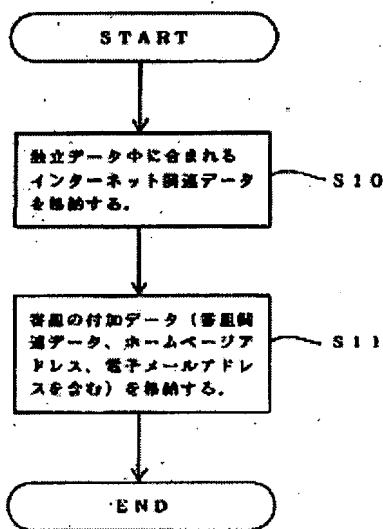 START
独立データ中に含まれる
インターネット関連データ
を格納する。
S10
番組の付加データ（番組関
連データ、ホームページア
ドレス、電子メールアドレ
スを含む）を格納する。
S11
END